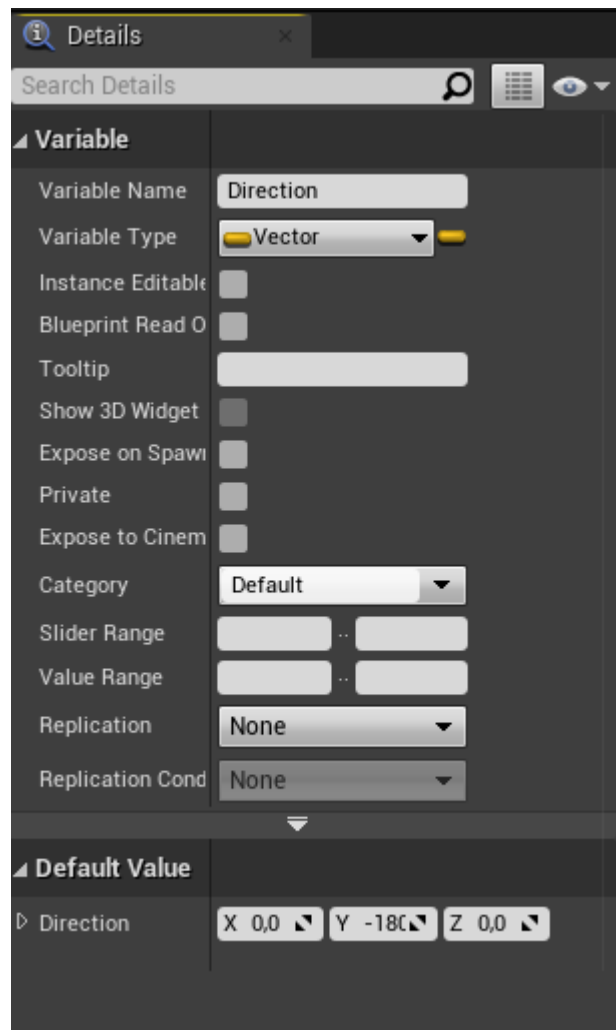 Details
Search Details
Variable
Variable Name Direction
Variable Type Vector
Instance Editable
Blueprint Read O
Tooltip
Show 3D Widget
Expose on Spawn
Private
Expose to Cinem
Category Default
Slider Range ..
Value Range ..
Replication None
Replication Cond None
Default Value
Direction X 0,0 Y -180 Z 0,0